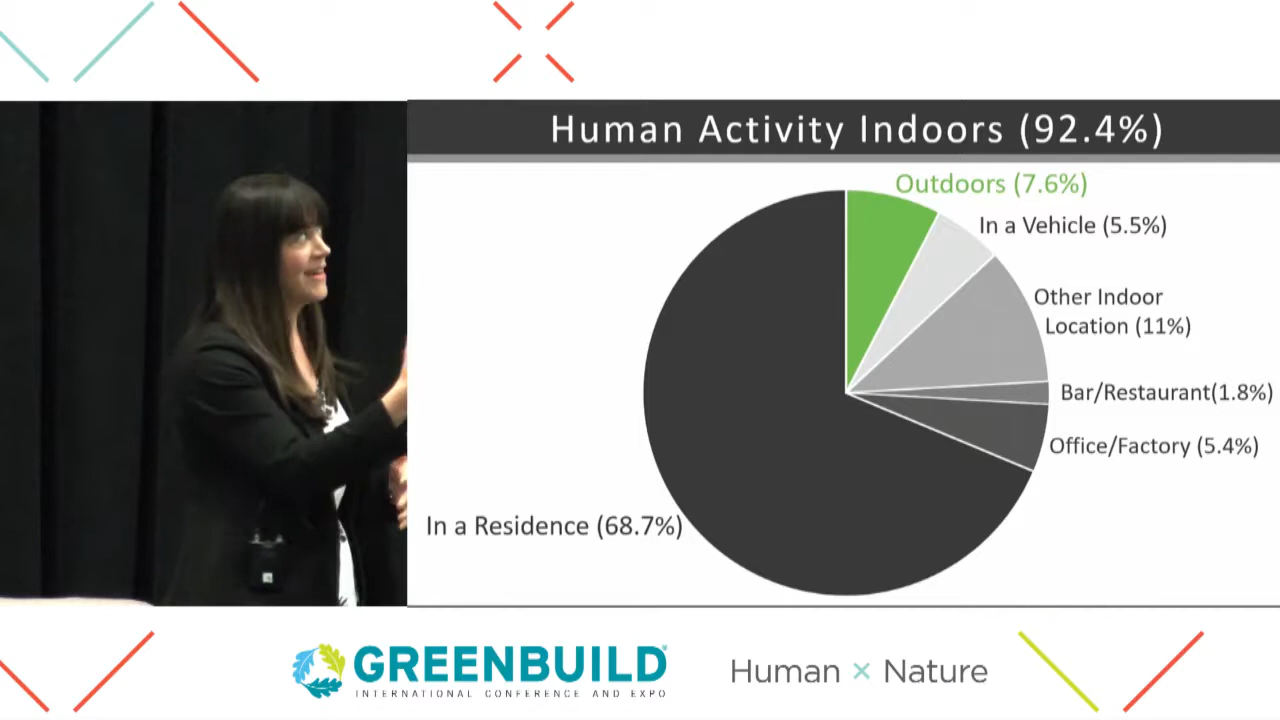 Human Activity Indoors (92.4%)
Outdoors (7.6%)
In a Vehicle (5.5%)
Other Indoor
Location (11%)
Bar/Restaurant(1.8%)
Office/Factory (5.4%)
In a Residence (68.7%)
GREENBUILD®
INTERNATIONAL CONFERENCE AND EXPO
Human × Nature